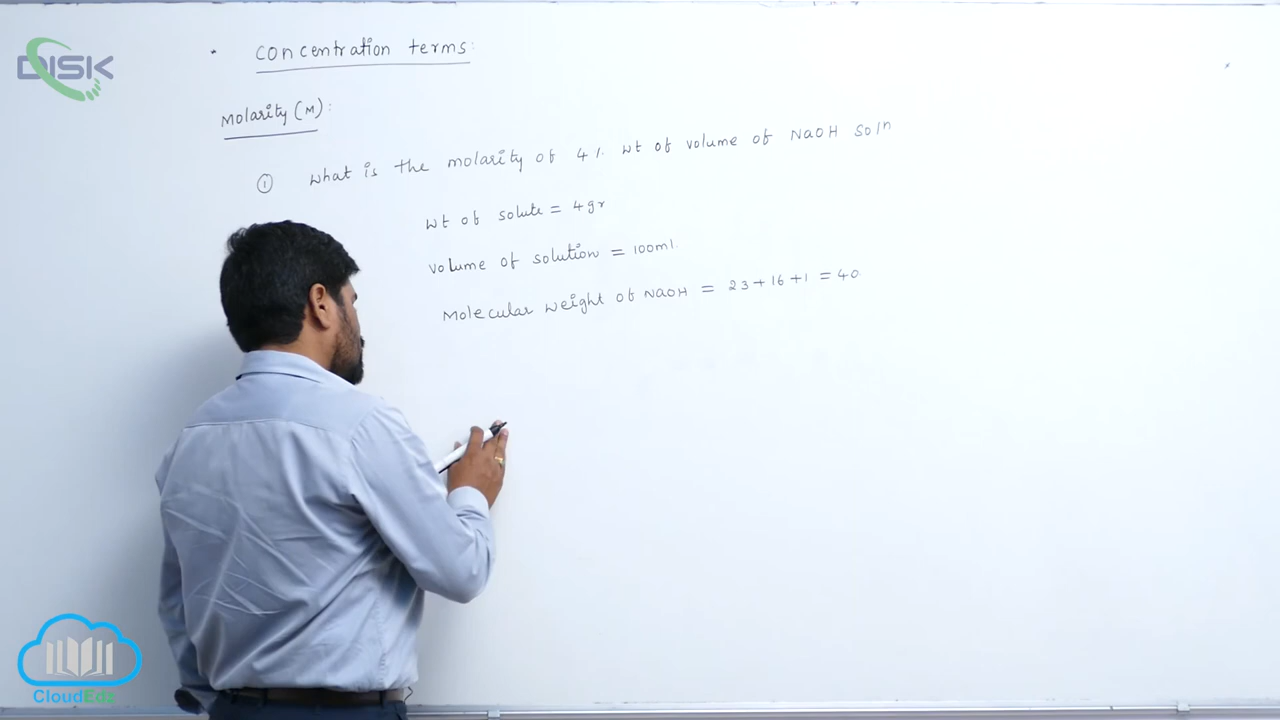 DISK
* Concentration terms:
Molarity (M):
① What is the molarity of 4%. wt of volume of NaOH Soln
wt of solute = 4gr
volume of solution = 100ml.
Molecular weight of NaOH = 23+16+1 = 40.
CloudEds